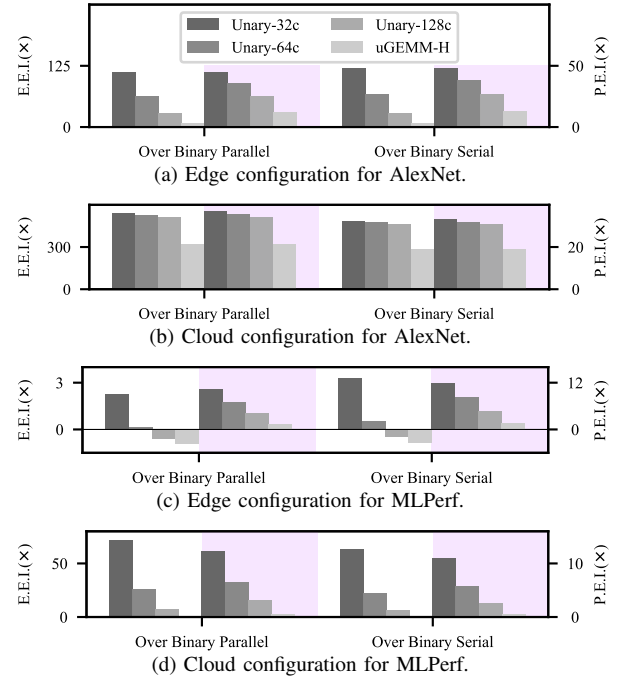 Unary-32c Unary-128c
Unary-64c uGEMM-H
E.E.I.(×) 125 0 50 0 P.E.I.(×)
Over Binary Parallel Over Binary Serial
(a) Edge configuration for AlexNet.
E.E.I.(×) 300 0 20 0 P.E.I.(×)
Over Binary Parallel Over Binary Serial
(b) Cloud configuration for AlexNet.
E.E.I.(×) 3 0 12 0 P.E.I.(×)
Over Binary Parallel Over Binary Serial
(c) Edge configuration for MLPerf.
E.E.I.(×) 50 0 10 0 P.E.I.(×)
Over Binary Parallel Over Binary Serial
(d) Cloud configuration for MLPerf.